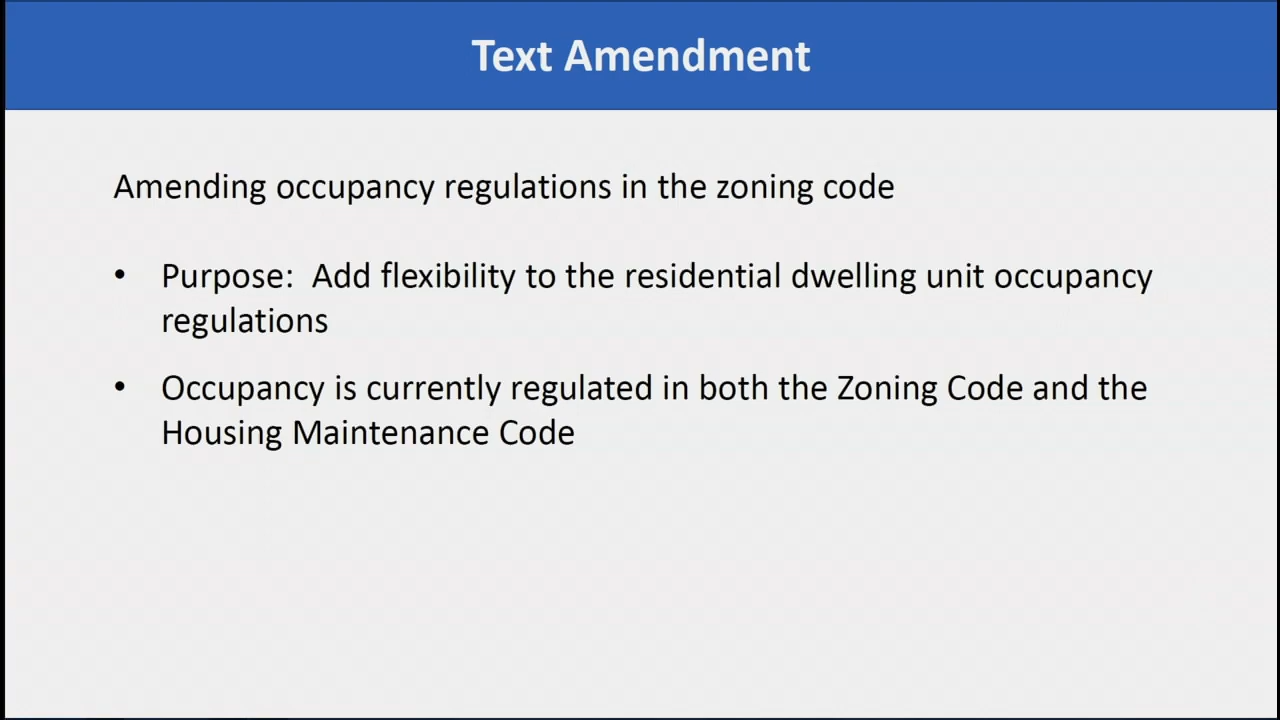 Text Amendment
Amending occupancy regulations in the zoning code
• Purpose:  Add flexibility to the residential dwelling unit occupancy
regulations
• Occupancy is currently regulated in both the Zoning Code and the
Housing Maintenance Code